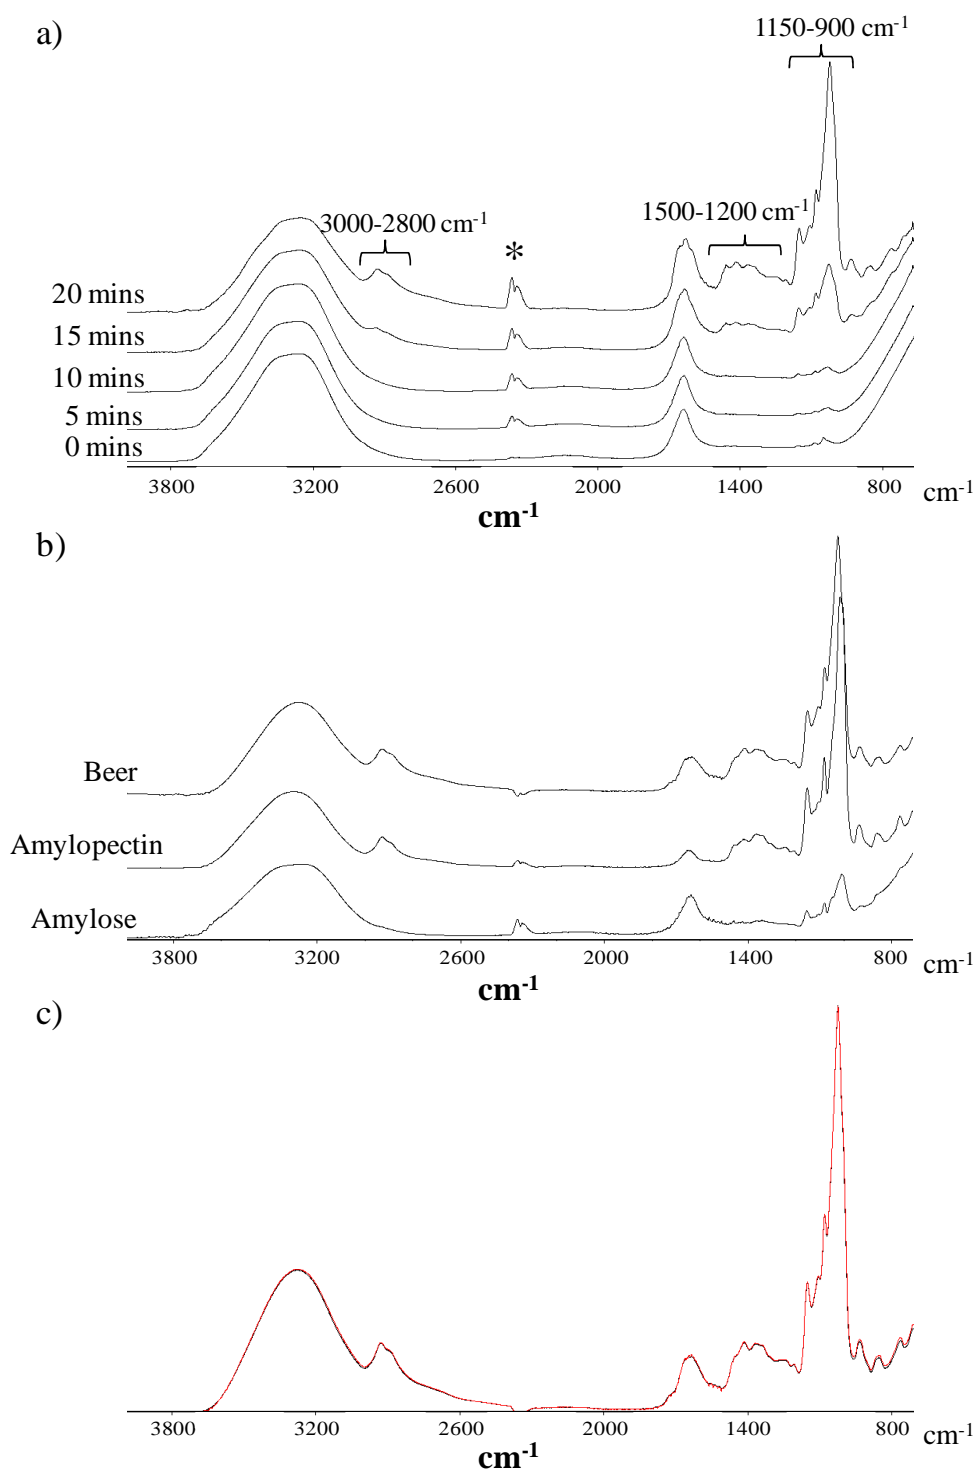 a)
1150-900 cm⁻¹
3000-2800 cm⁻¹
*
1500-1200 cm⁻¹
20 mins
15 mins
10 mins
5 mins
0 mins
3800 3200 2600 2000 1400 800 cm⁻¹
cm⁻¹
b)
Beer
Amylopectin
Amylose
3800 3200 2600 2000 1400 800 cm⁻¹
cm⁻¹
c)
3800 3200 2600 2000 1400 800 cm⁻¹
cm⁻¹